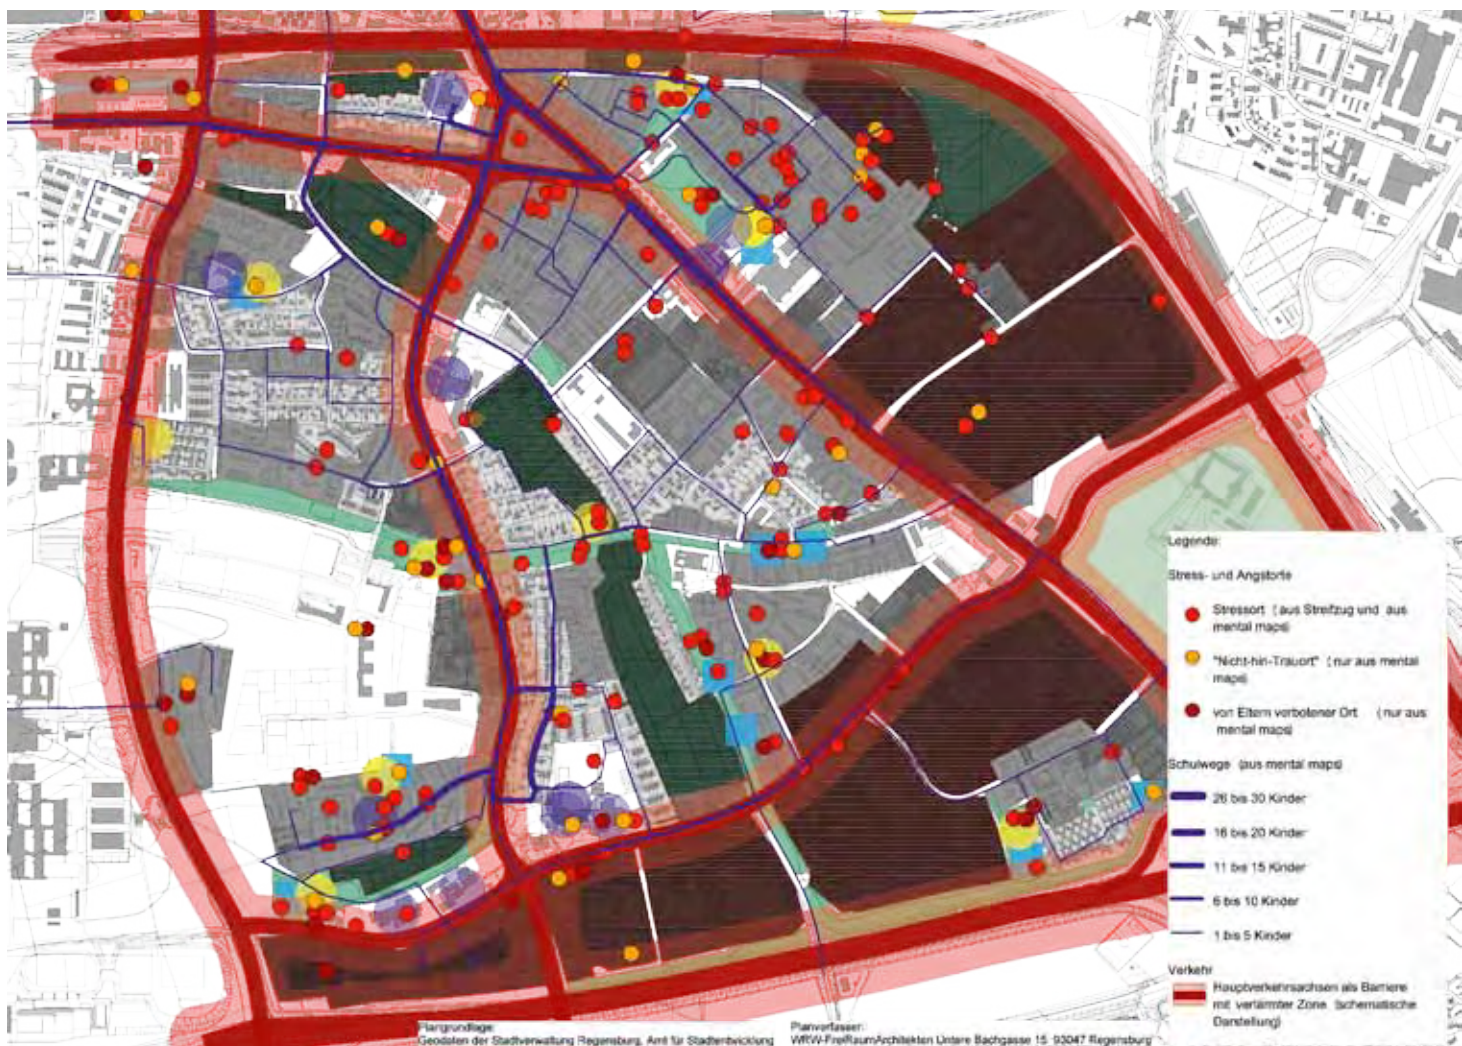 Legende:
Stress- und Angstorte
Stressort (aus Streifzug und aus
mental maps)
"Nicht-hin-Trauort" (nur aus mental
maps)
von Eltern verbotener Ort (nur aus
mental maps)
Schulwege (aus mental maps)
26 bis 30 Kinder
16 bis 20 Kinder
11 bis 15 Kinder
6 bis 10 Kinder
1 bis 5 Kinder
Verkehr
Hauptverkehrsachsen als Barriere
mit verlärmter Zone (schematische
Darstellung)
Plangrundlage:
Geodaten der Stadtverwaltung Regensburg, Amt für Stadtentwicklung
Planverfasser:
WRW-FreiRaumArchitekten Untere Bachgasse 15 93047 Regensburg